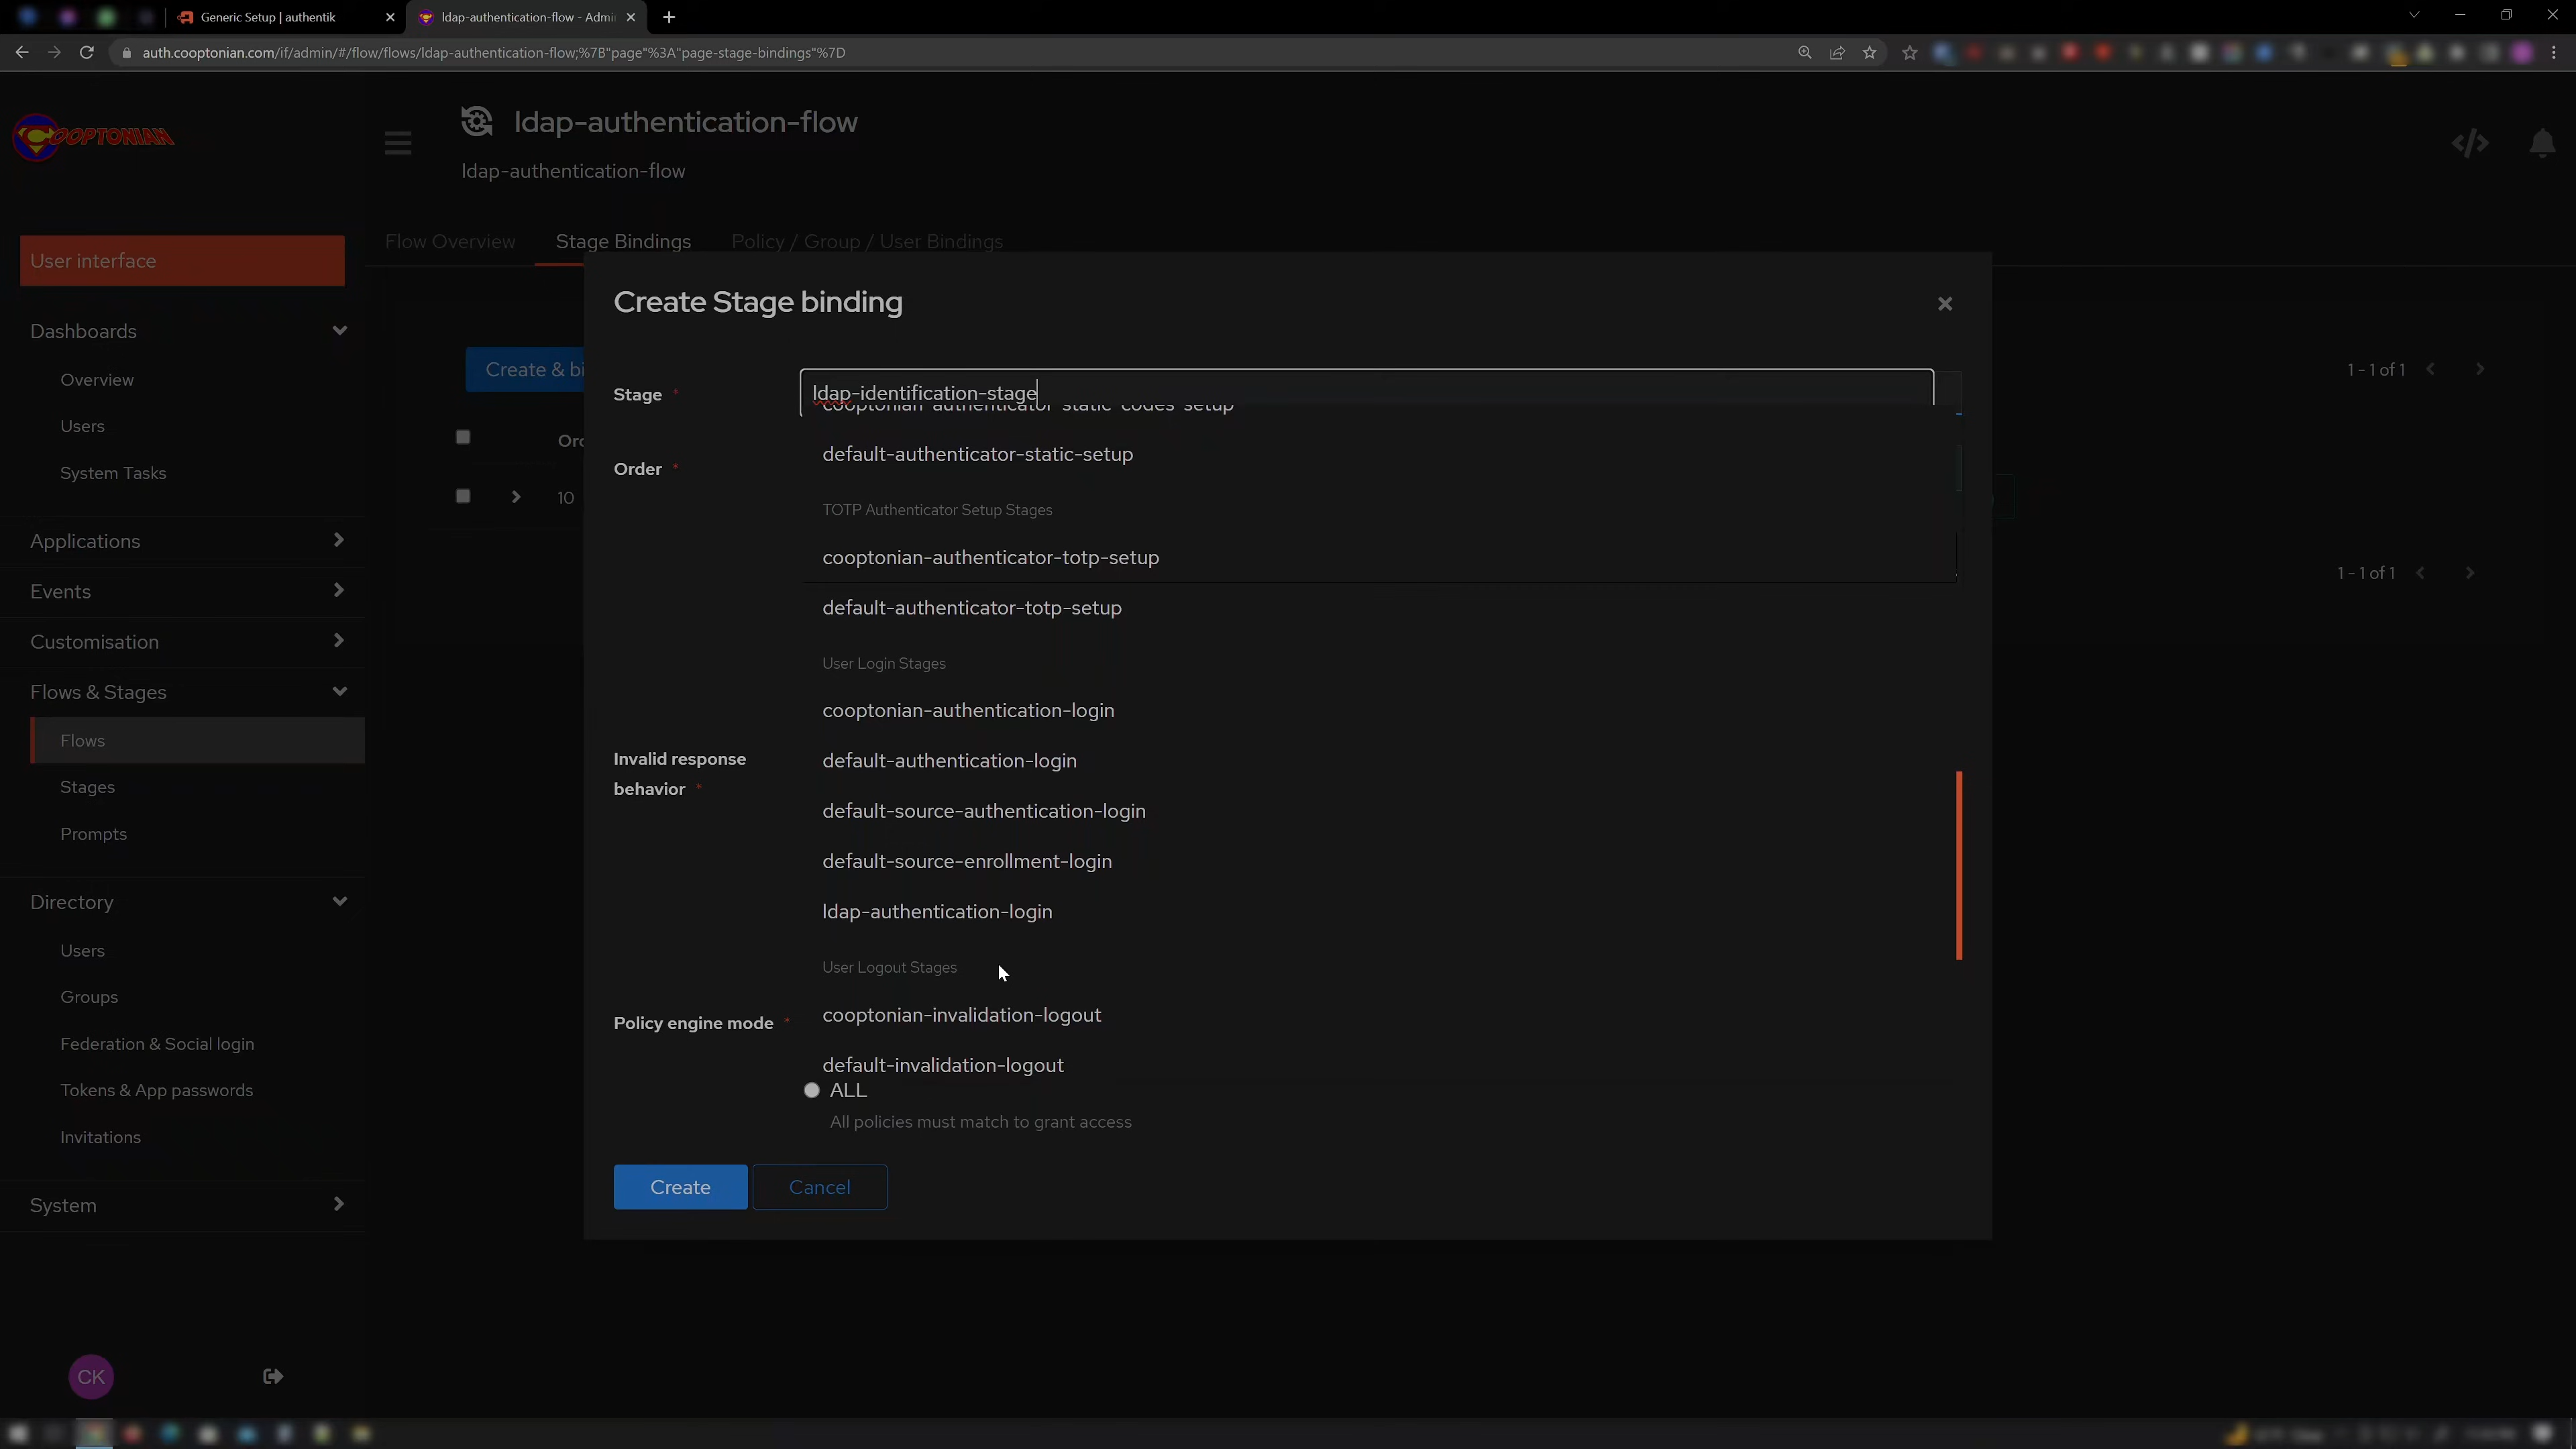 Generic Setup | authentik
ldap-authentication-flow - Admi
auth.cooptonian.com/if/admin/#/flow/flows/ldap-authentication-flow;%7B"page"%3A"page-stage-bindings"%7D
COOPTONIAN
ldap-authentication-flow
ldap-authentication-flow
User interface
Flow Overview
Stage Bindings
Policy / Group / User Bindings
Dashboards
Overview
Users
System Tasks
Applications
Events
Customisation
Flows & Stages
Flows
Stages
Prompts
Directory
Users
Groups
Federation & Social login
Tokens & App passwords
Invitations
System
CK
Create & bi
1 - 1 of 1
Ord
10
1 - 1 of 1
Create Stage binding
Stage *
ldap-identification-stage
cooptonian-authenticator-static-codes-setup
Order *
default-authenticator-static-setup
TOTP Authenticator Setup Stages
cooptonian-authenticator-totp-setup
default-authenticator-totp-setup
User Login Stages
cooptonian-authentication-login
Invalid response
behavior *
default-authentication-login
default-source-authentication-login
default-source-enrollment-login
ldap-authentication-login
User Logout Stages
cooptonian-invalidation-logout
Policy engine mode *
default-invalidation-logout
ALL
All policies must match to grant access
Create
Cancel